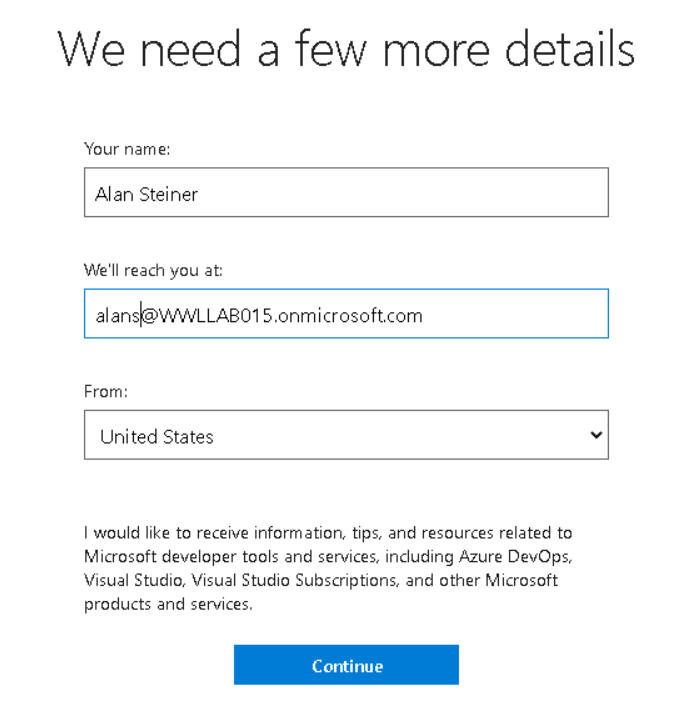 We need a few more details
Your name:
Alan Steiner
We'll reach you at:
alans@WWLLAB015.onmicrosoft.com
From:
United States
I would like to receive information, tips, and resources related to
Microsoft developer tools and services, including Azure DevOps,
Visual Studio, Visual Studio Subscriptions, and other Microsoft
products and services.
Continue